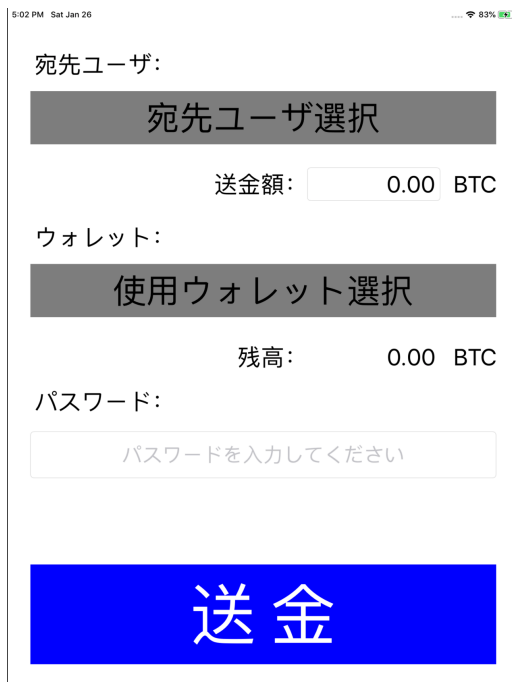 5:02 PM Sat Jan 26 83%
宛先ユーザ:
宛先ユーザ選択
送金額: 0.00 BTC
ウォレット:
使用ウォレット選択
残高: 0.00 BTC
パスワード:
パスワードを入力してください
送金